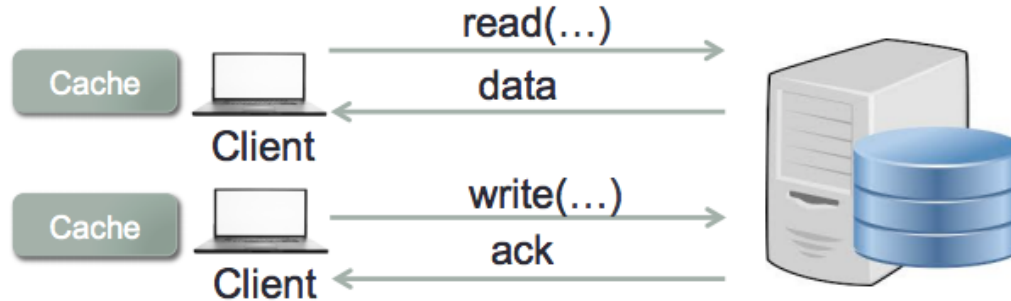 read(…)
Cache
data
Client
write(…)
Cache
ack
Client